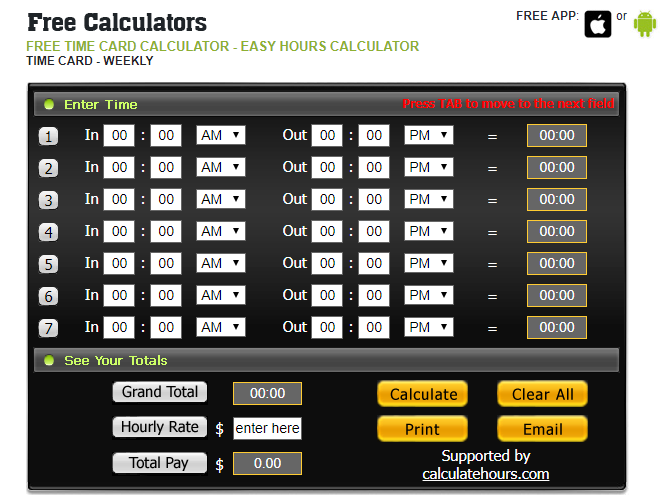 Free Calculators
FREE APP: or
FREE TIME CARD CALCULATOR - EASY HOURS CALCULATOR
TIME CARD - WEEKLY
Enter Time Press TAB to move to the next field
1 In 00 : 00 AM Out 00 : 00 PM = 00:00
2 In 00 : 00 AM Out 00 : 00 PM = 00:00
3 In 00 : 00 AM Out 00 : 00 PM = 00:00
4 In 00 : 00 AM Out 00 : 00 PM = 00:00
5 In 00 : 00 AM Out 00 : 00 PM = 00:00
6 In 00 : 00 AM Out 00 : 00 PM = 00:00
7 In 00 : 00 AM Out 00 : 00 PM = 00:00
See Your Totals
Grand Total 00:00 Calculate Clear All
Hourly Rate $ enter here Print Email
Total Pay $ 0.00
Supported by
calculatehours.com